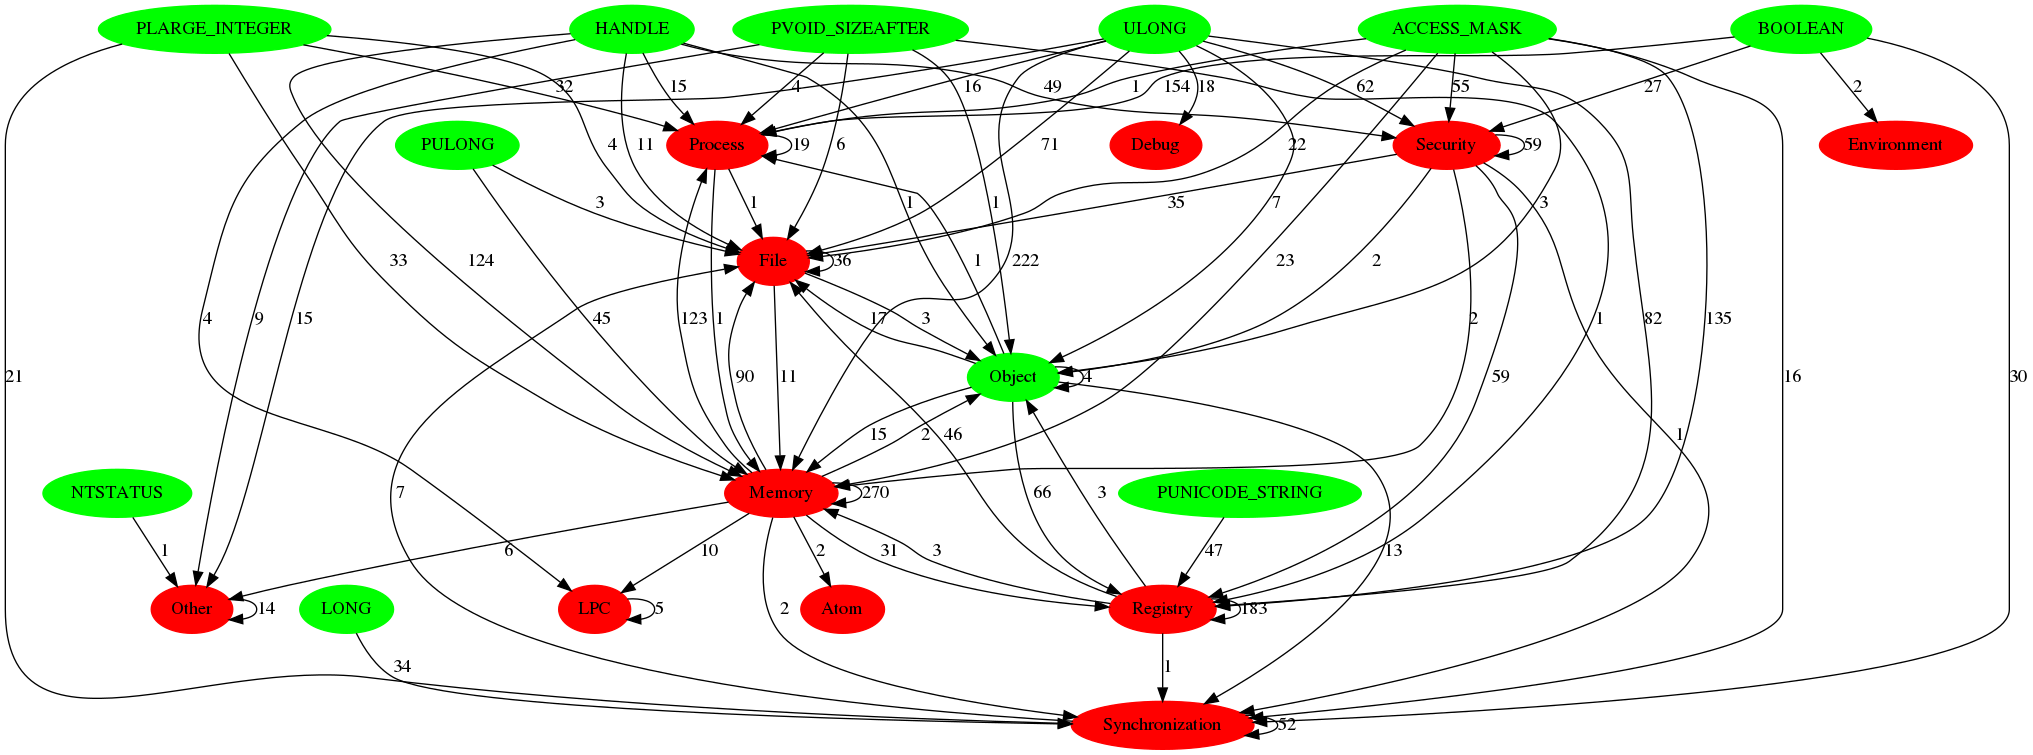 PLARGE_INTEGER HANDLE PVOID_SIZEAFTER ULONG ACCESS_MASK BOOLEAN
32 15 4 16 49 1 154 18 62 55 27 2
PULONG Process Debug Security Environment
4 11 19 6 71 22 59
3 1 1 1 7 35 3
File
33 124 36 1 222 2 23
4 9 15 45 123 1 17 3 2 1 82 135
21 90 11 Object 4 59 16 30
15 2 46 1
NTSTATUS Memory 270 PUNICODE_STRING
7 66 3
1 6 10 2 31 3 47 13
Other 14 LONG LPC 5 Atom Registry 183
34 2 1
Synchronization 52